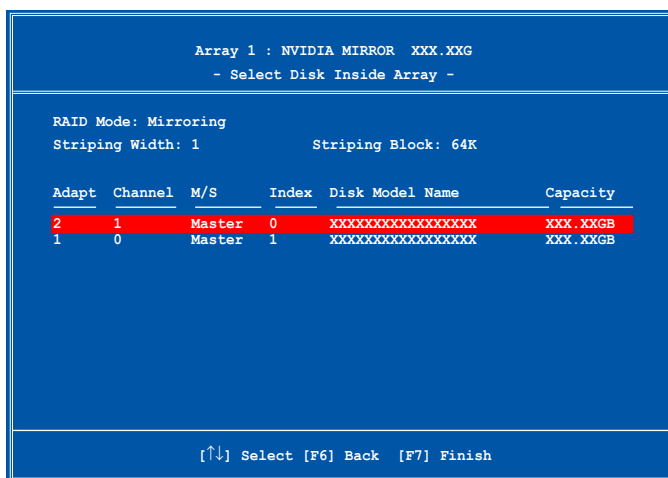 Array 1 : NVIDIA MIRROR XXX.XXG
- Select Disk Inside Array -
RAID Mode: Mirroring
Striping Width: 1 Striping Block: 64K
Adapt Channel M/S Index Disk Model Name Capacity
2 1 Master 0 XXXXXXXXXXXXXXXXX XXX.XXGB
1 0 Master 1 XXXXXXXXXXXXXXXXX XXX.XXGB
[↑↓] Select [F6] Back [F7] Finish